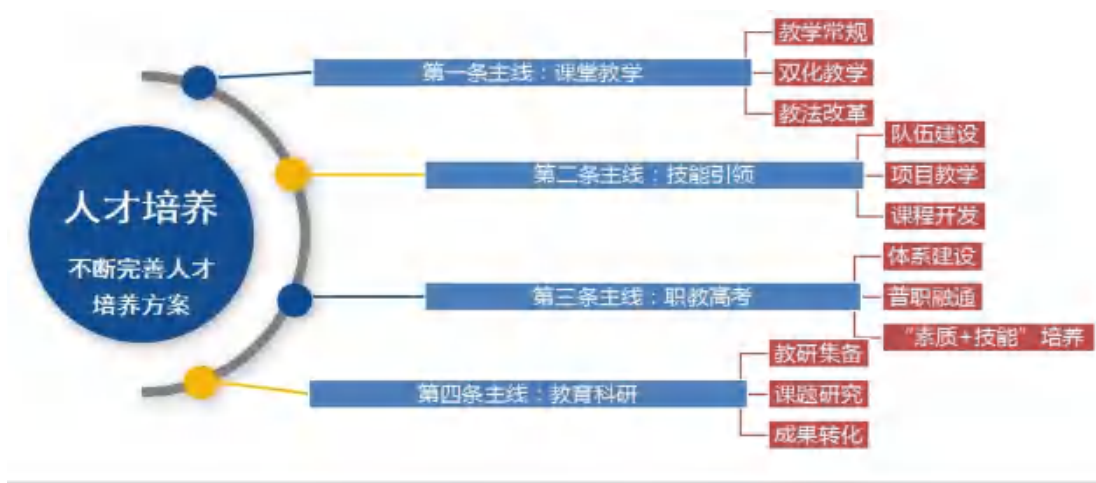 人才培养
不断完善人才
培养方案
第一条主线：课堂教学
教学常规
双化教学
教法改革
第二条主线：技能引领
队伍建设
项目教学
课程开发
第三条主线：职教高考
体系建设
普职融通
“素质+技能”培养
第四条主线：教育科研
教研集备
课题研究
成果转化